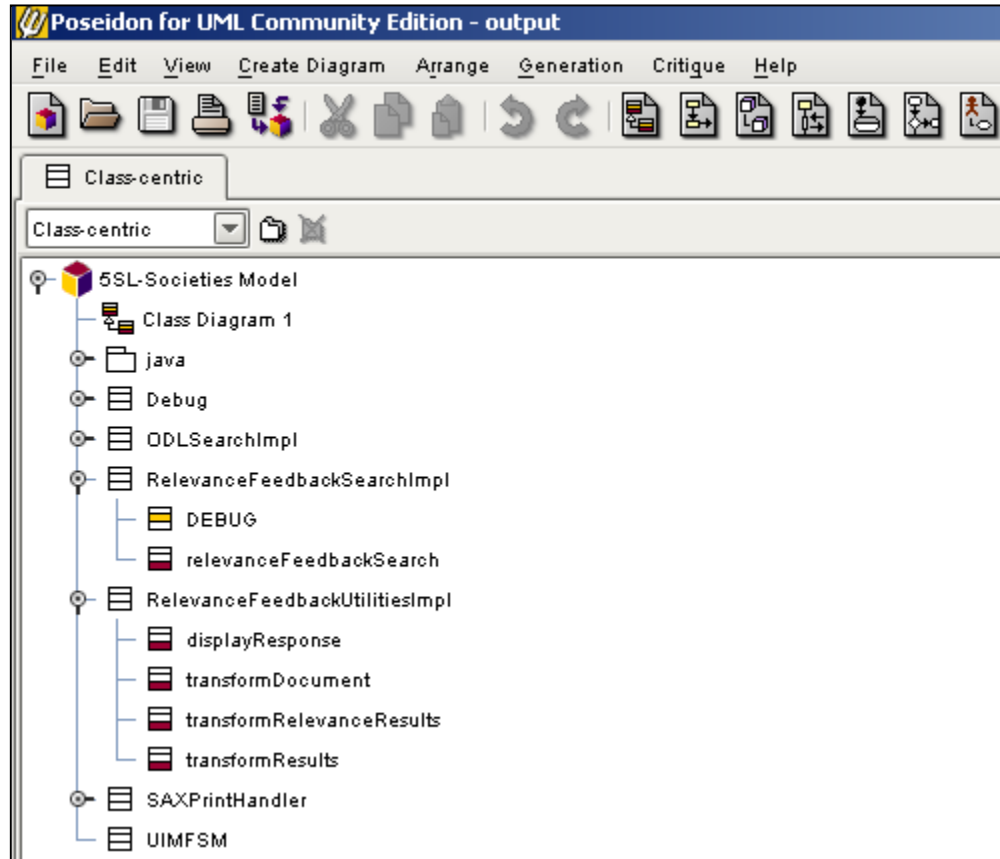 Poseidon for UML Community Edition - output
File Edit View Create Diagram Arrange Generation Critique Help
Class-centric
Class-centric
5SL-Societies Model
Class Diagram 1
java
Debug
ODLSearchImpl
RelevanceFeedbackSearchImpl
DEBUG
relevanceFeedbackSearch
RelevanceFeedbackUtilitiesImpl
displayResponse
transformDocument
transformRelevanceResults
transformResults
SAXPrintHandler
UIMFSM